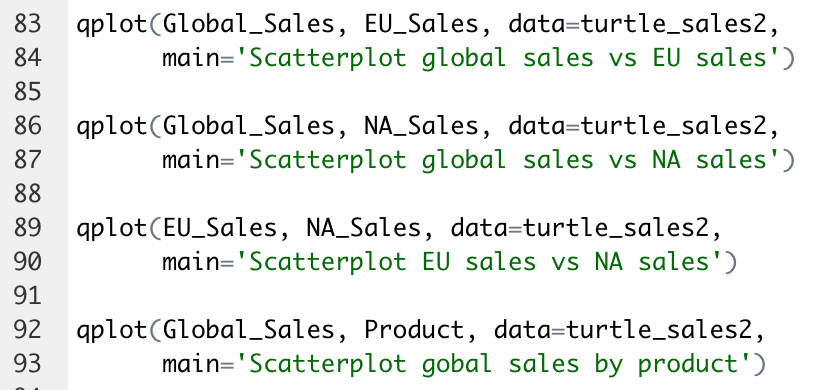 83 qplot(Global_Sales, EU_Sales, data=turtle_sales2,
84       main='Scatterplot global sales vs EU sales')
85
86 qplot(Global_Sales, NA_Sales, data=turtle_sales2,
87       main='Scatterplot global sales vs NA sales')
88
89 qplot(EU_Sales, NA_Sales, data=turtle_sales2,
90       main='Scatterplot EU sales vs NA sales')
91
92 qplot(Global_Sales, Product, data=turtle_sales2,
93       main='Scatterplot gobal sales by product')